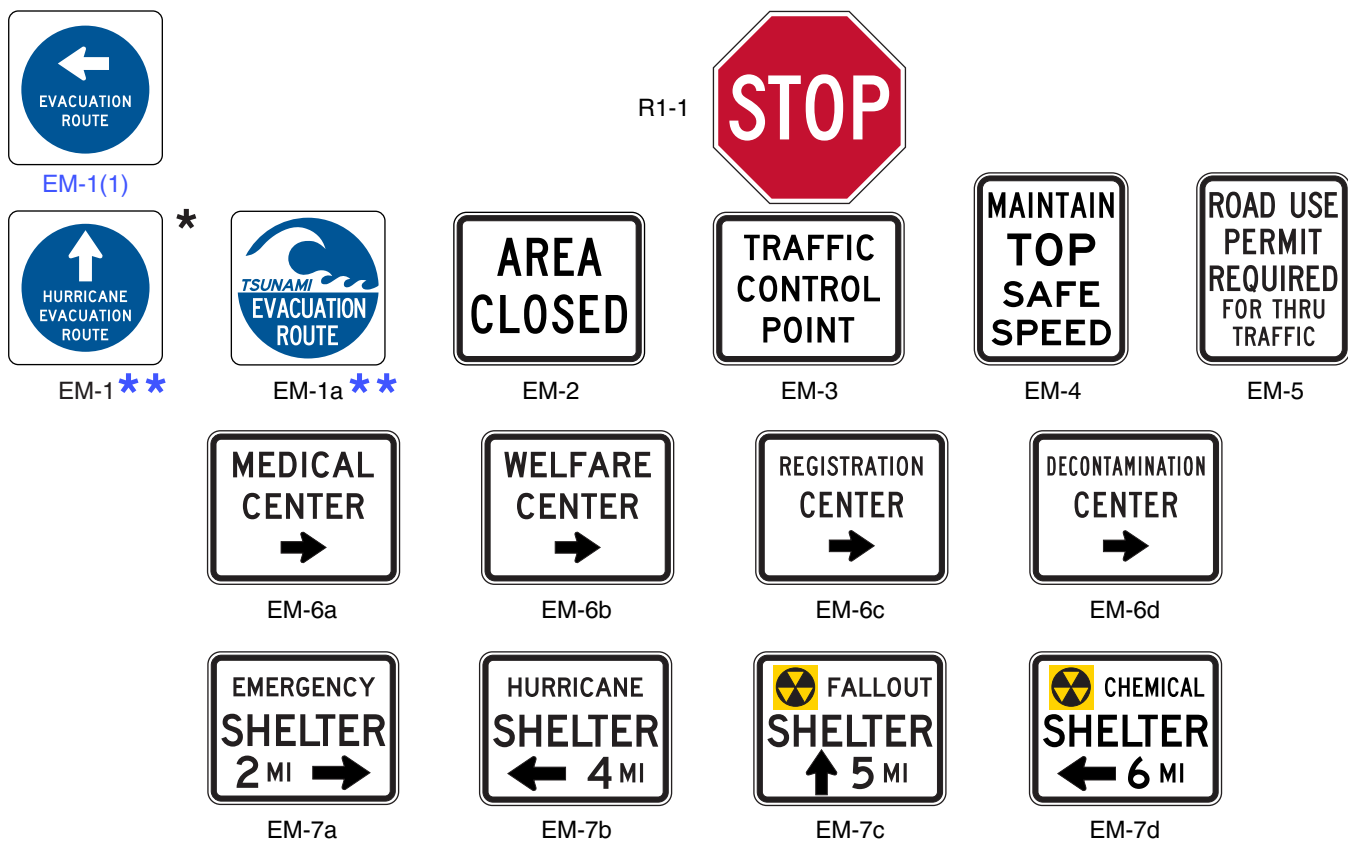 EVACUATION
ROUTE
EM-1(1)
R1-1
STOP
HURRICANE
EVACUATION
ROUTE
*
EM-1**
TSUNAMI
EVACUATION
ROUTE
EM-1a**
AREA
CLOSED
EM-2
TRAFFIC
CONTROL
POINT
EM-3
MAINTAIN
TOP
SAFE
SPEED
EM-4
ROAD USE
PERMIT
REQUIRED
FOR THRU
TRAFFIC
EM-5
MEDICAL
CENTER
EM-6a
WELFARE
CENTER
EM-6b
REGISTRATION
CENTER
EM-6c
DECONTAMINATION
CENTER
EM-6d
EMERGENCY
SHELTER
2 MI
EM-7a
HURRICANE
SHELTER
4 MI
EM-7b
FALLOUT
SHELTER
5 MI
EM-7c
CHEMICAL
SHELTER
6 MI
EM-7d